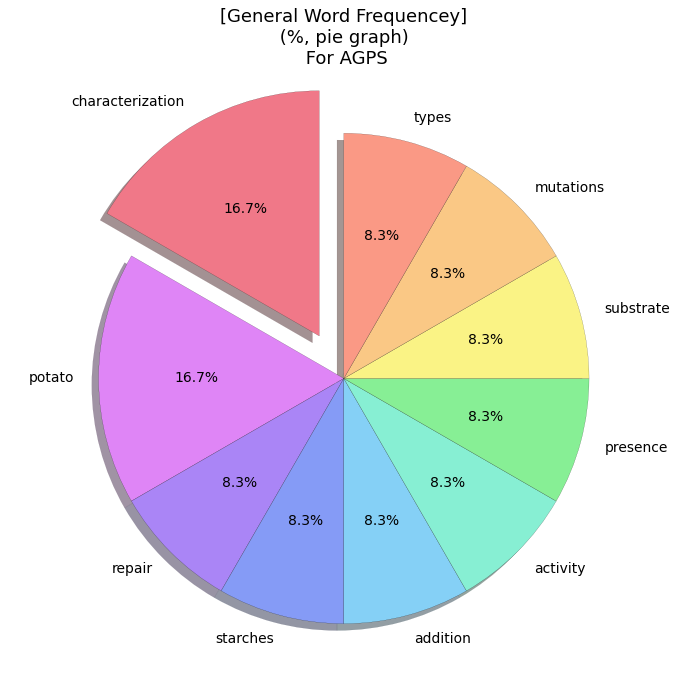 [General Word Frequencey]
(%, pie graph)
For AGPS
characterization
types
mutations
16.7%
8.3%
8.3%
substrate
8.3%
potato
16.7%
8.3%
presence
8.3%
8.3%
8.3%
8.3%
repair
activity
starches
addition